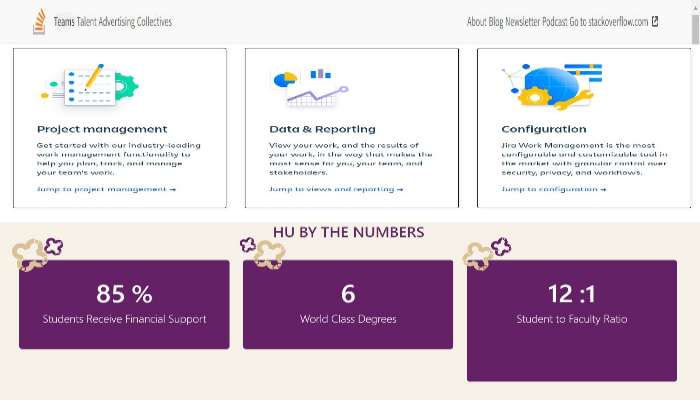 Teams Talent Advertising Collectives
About Blog Newsletter Podcast Go to stackoverflow.com
Project management
Get started with our industry-leading
work management functionality to
help you plan, track, and manage
your team's work.
Jump to project management →
Data & Reporting
View your work, and the results of
your work, in the way that makes the
most sense for you, your team, and
stakeholders.
Jump to views and reporting →
Configuration
Jira Work Management is the most
configurable and customizable tool in
the market with granular control over
security, privacy, and workflows.
Jump to configuration →
HU BY THE NUMBERS
85 %
Students Receive Financial Support
6
World Class Degrees
12 :1
Student to Faculty Ratio